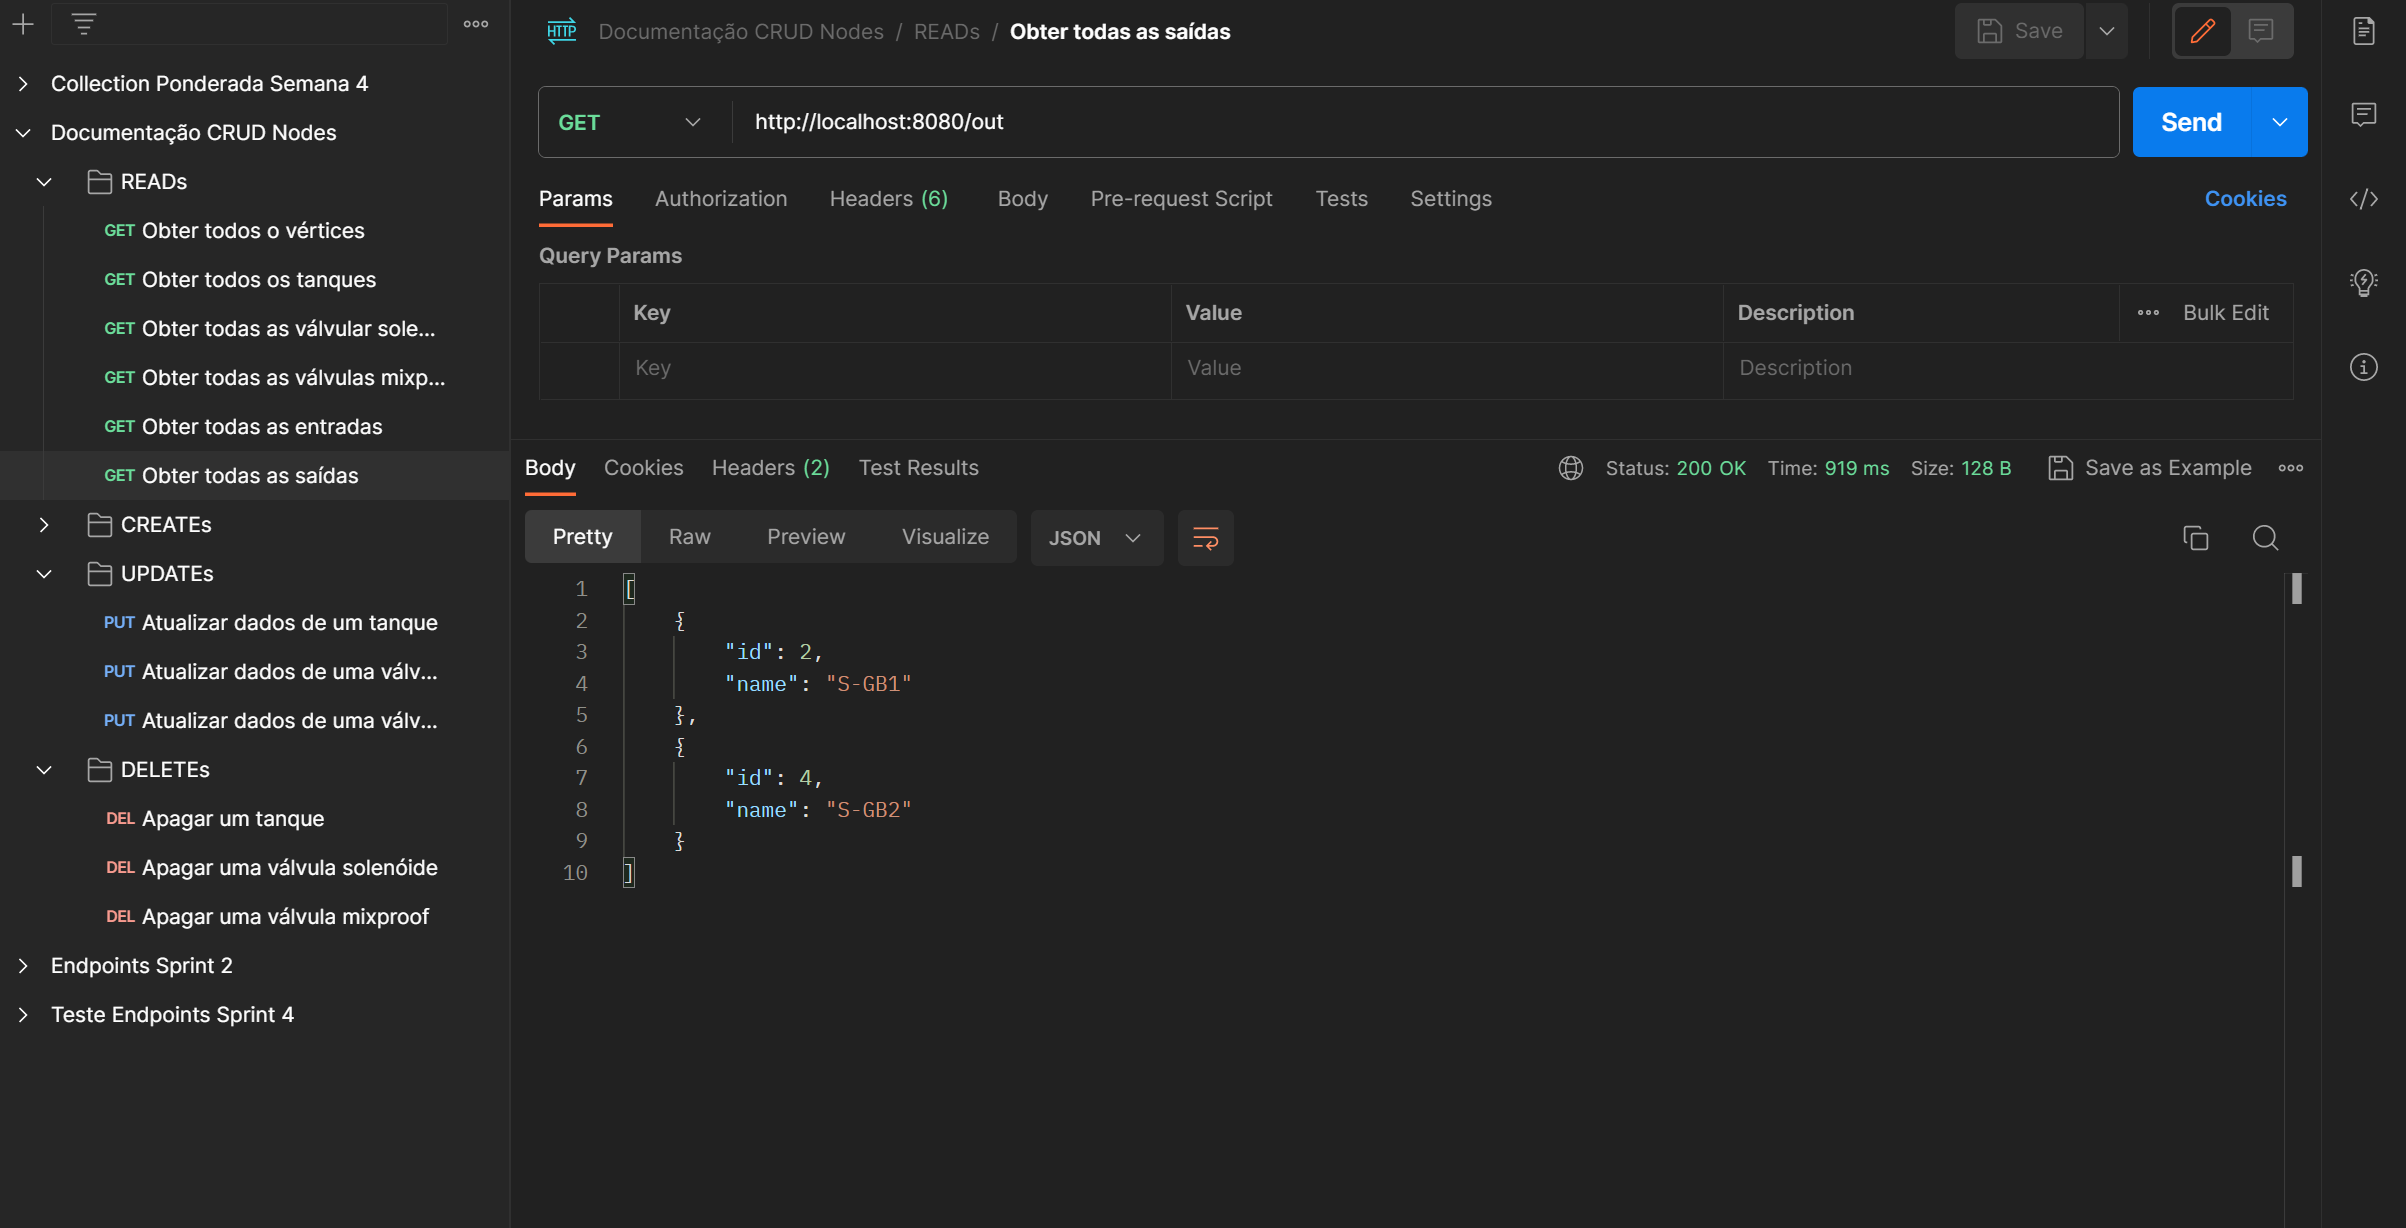 Collection Ponderada Semana 4
Documentação CRUD Nodes
READs
GET Obter todos o vértices
GET Obter todos os tanques
GET Obter todas as válvular sole...
GET Obter todas as válvulas mixp...
GET Obter todas as entradas
GET Obter todas as saídas
CREATEs
UPDATEs
PUT Atualizar dados de um tanque
PUT Atualizar dados de uma válv...
PUT Atualizar dados de uma válv...
DELETEs
DEL Apagar um tanque
DEL Apagar uma válvula solenóide
DEL Apagar uma válvula mixproof
Endpoints Sprint 2
Teste Endpoints Sprint 4
HTTP Documentação CRUD Nodes / READs / Obter todas as saídas
Save
GET http://localhost:8080/out
Send
Params Authorization Headers (6) Body Pre-request Script Tests Settings Cookies
Query Params
Key Value Description Bulk Edit
Key Value Description
Body Cookies Headers (2) Test Results Status: 200 OK Time: 919 ms Size: 128 B Save as Example
Pretty Raw Preview Visualize JSON
1 [
2 {
3 "id": 2,
4 "name": "S-GB1"
5 },
6 {
7 "id": 4,
8 "name": "S-GB2"
9 }
10 ]